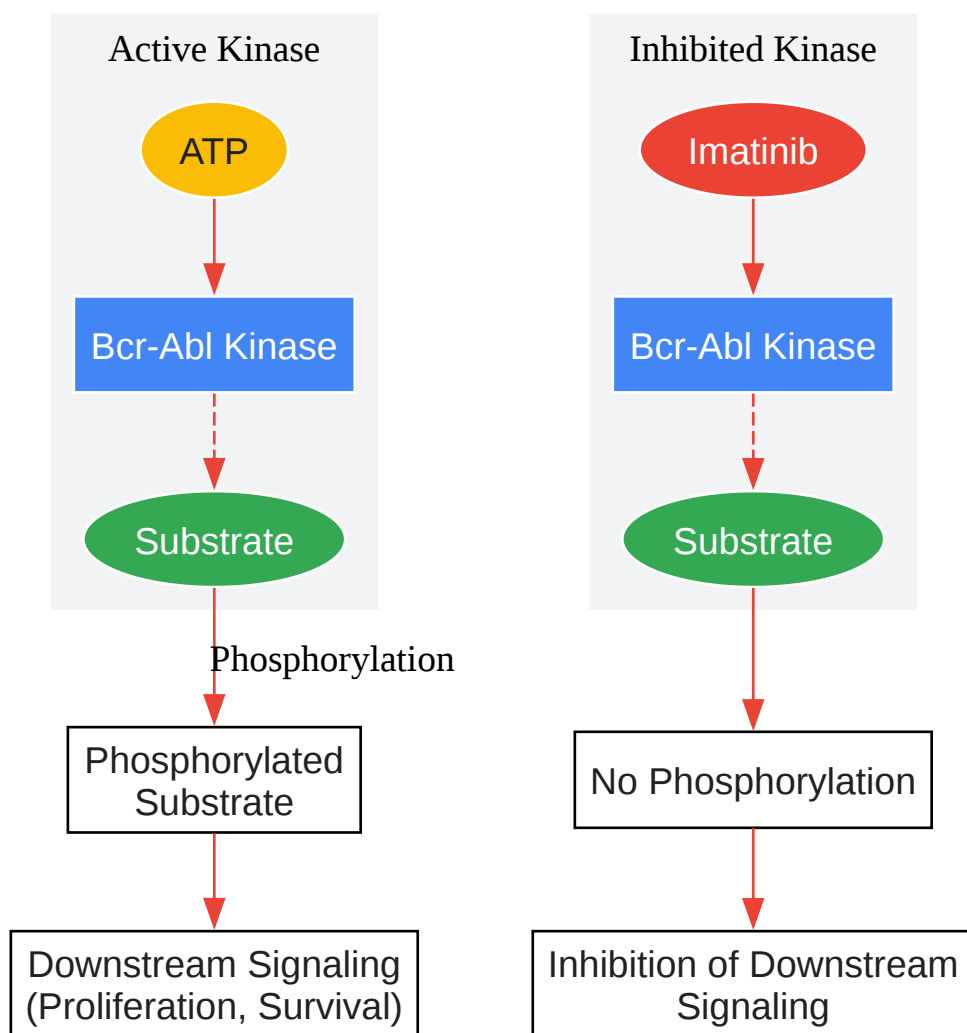 Active Kinase
ATP
Bcr-Abl Kinase
Substrate
Phosphorylation
Phosphorylated
Substrate
Downstream Signaling
(Proliferation, Survival)
Inhibited Kinase
Imatinib
Bcr-Abl Kinase
Substrate
No Phosphorylation
Inhibition of Downstream
Signaling